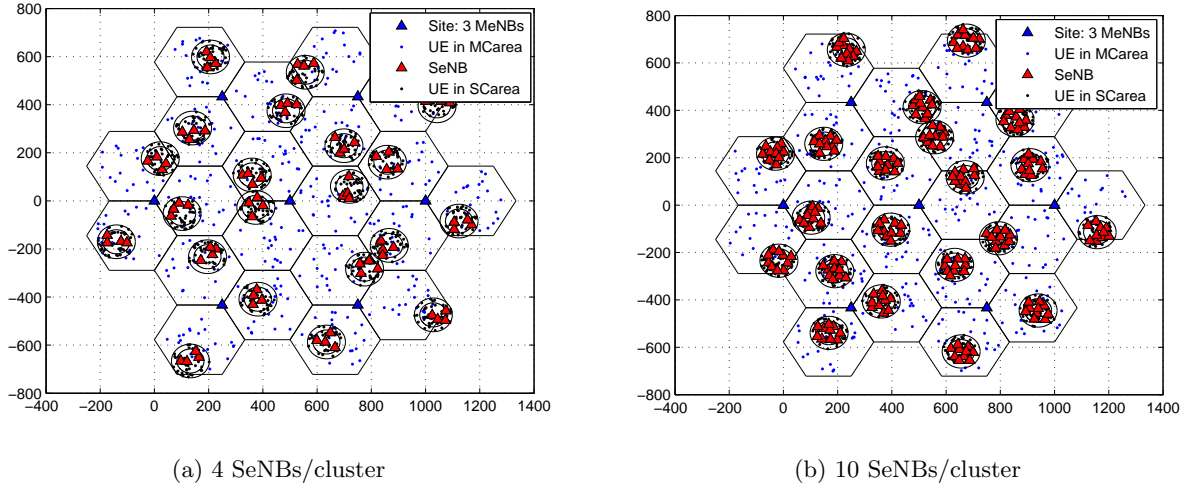 800
600
400
200
0
−200
−400
−600
−800
−400 −200 0 200 400 600 800 1000 1200 1400
Site: 3 MeNBs
UE in MCarea
SeNB
UE in SCarea
(a) 4 SeNBs/cluster
800
600
400
200
0
−200
−400
−600
−800
−400 −200 0 200 400 600 800 1000 1200 1400
Site: 3 MeNBs
UE in MCarea
SeNB
UE in SCarea
(b) 10 SeNBs/cluster